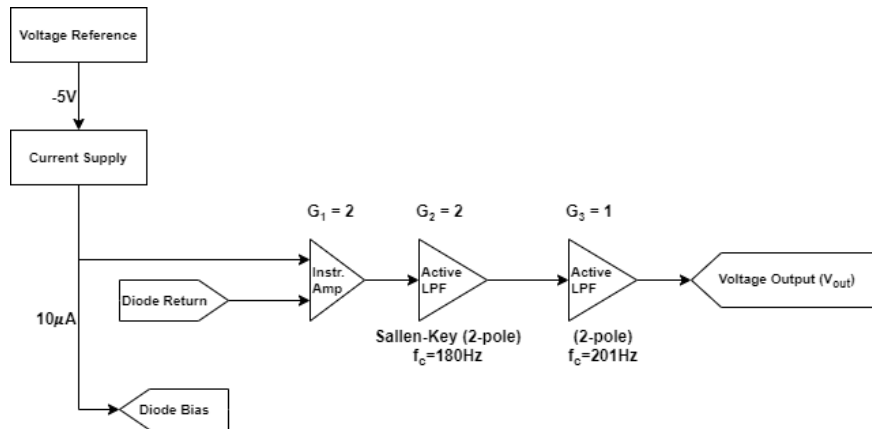 Voltage Reference
-5V
Current Supply
G₁ = 2
G₂ = 2
G₃ = 1
Instr.
Amp
Active
LPF
Active
LPF
Voltage Output (Vout)
Diode Return
10μA
Sallen-Key (2-pole)
fc=180Hz
(2-pole)
fc=201Hz
Diode Bias